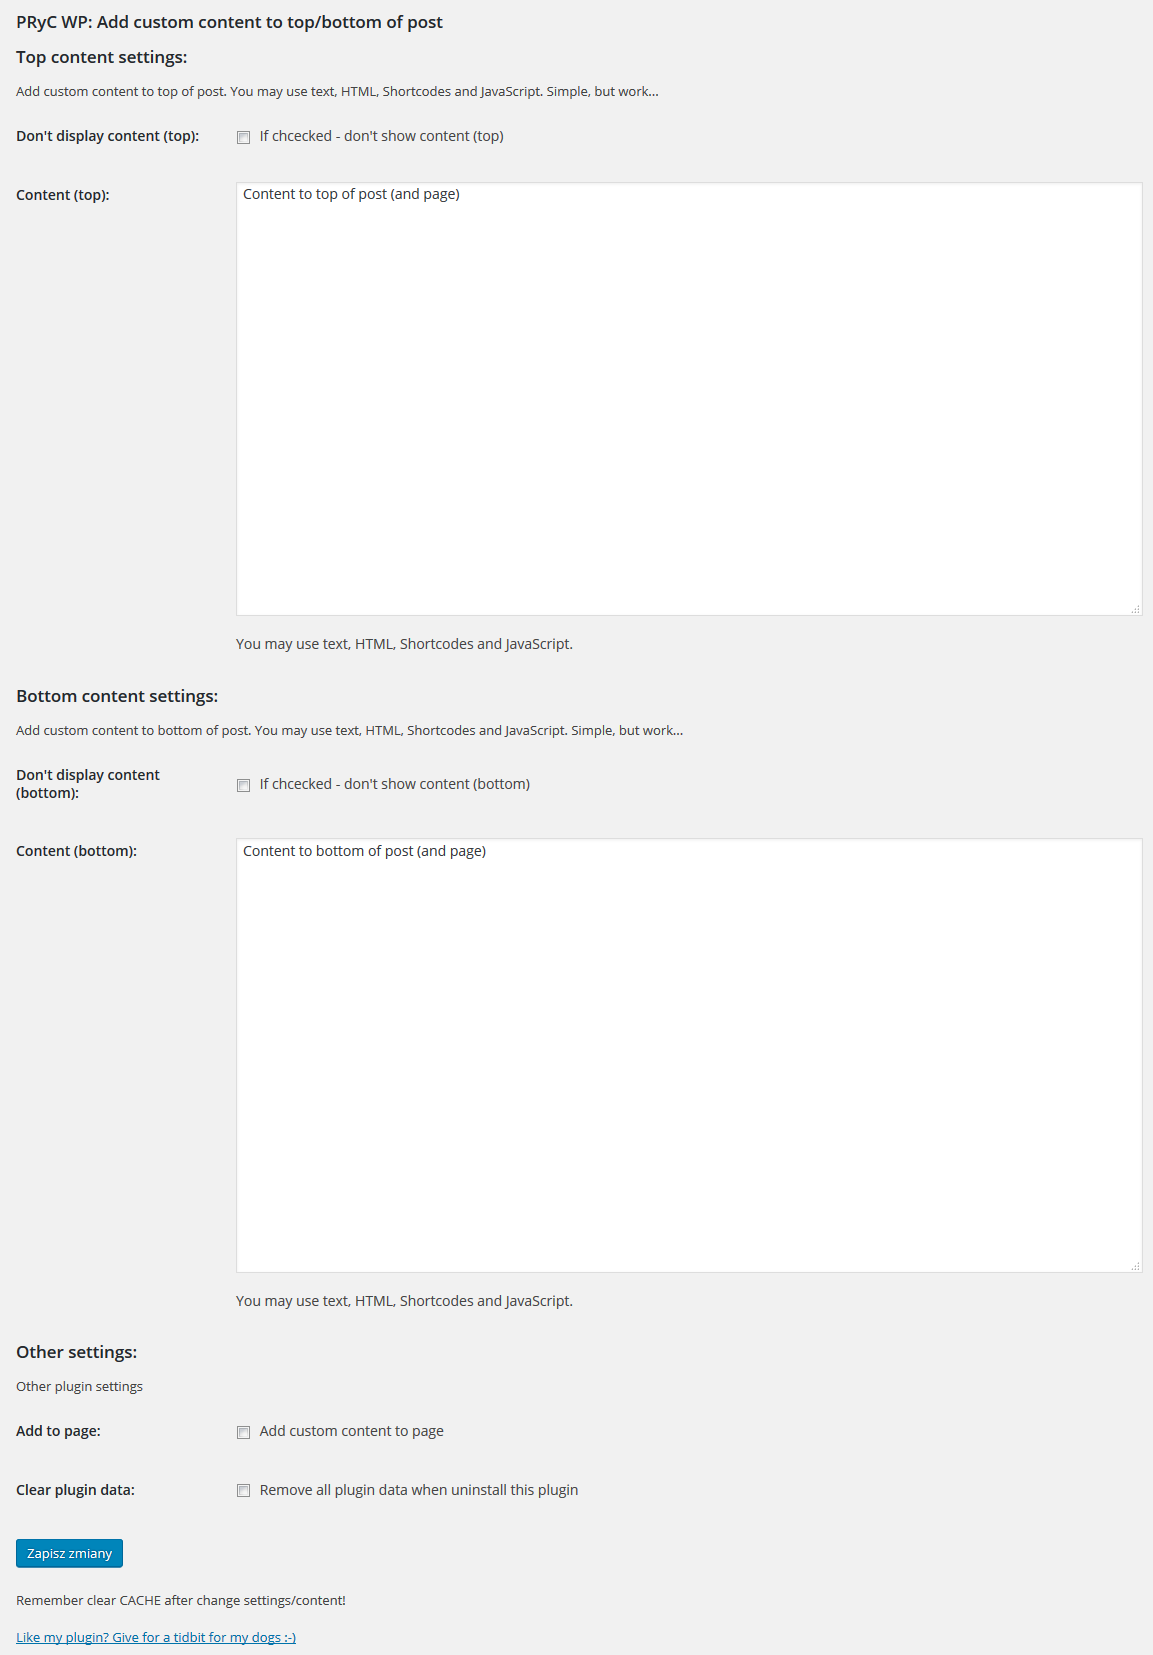 PRyC WP: Add custom content to top/bottom of post
Top content settings:
Add custom content to top of post. You may use text, HTML, Shortcodes and JavaScript. Simple, but work...
Don't display content (top):
If chcecked - don't show content (top)
Content (top):
Content to top of post (and page)
You may use text, HTML, Shortcodes and JavaScript.
Bottom content settings:
Add custom content to bottom of post. You may use text, HTML, Shortcodes and JavaScript. Simple, but work...
Don't display content
(bottom):
If chcecked - don't show content (bottom)
Content (bottom):
Content to bottom of post (and page)
You may use text, HTML, Shortcodes and JavaScript.
Other settings:
Other plugin settings
Add to page:
Add custom content to page
Clear plugin data:
Remove all plugin data when uninstall this plugin
Zapisz zmiany
Remember clear CACHE after change settings/content!
Like my plugin? Give for a tidbit for my dogs :-)